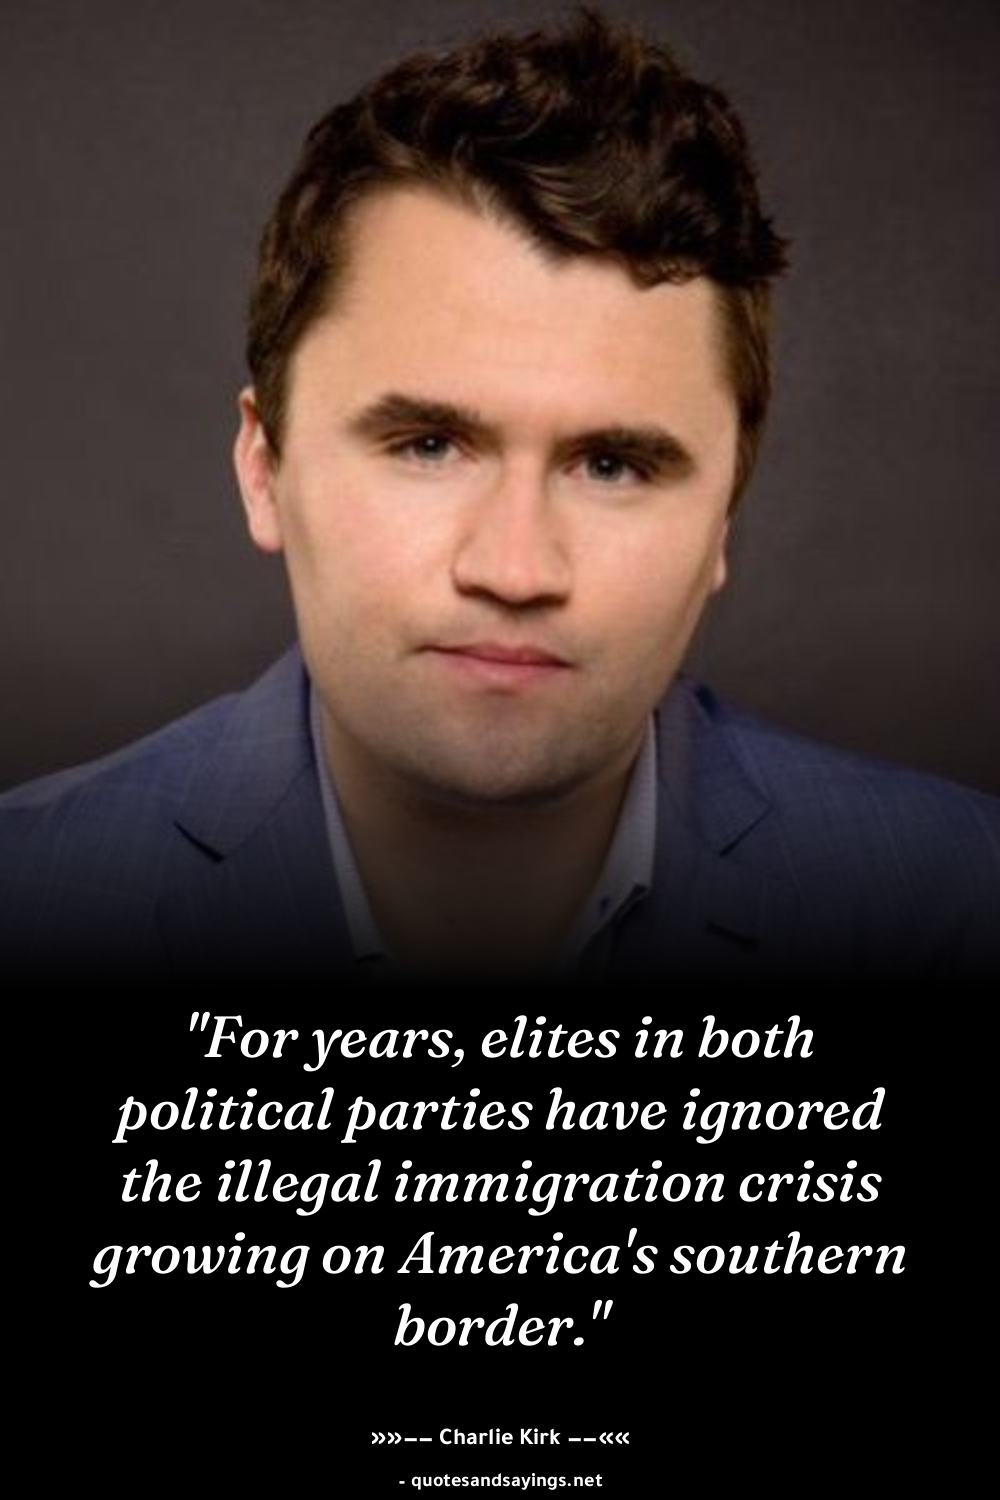 "For years, elites in both
political parties have ignored
the illegal immigration crisis
growing on America's southern
border."
»»−− Charlie Kirk −−««
- quotesandsayings.net